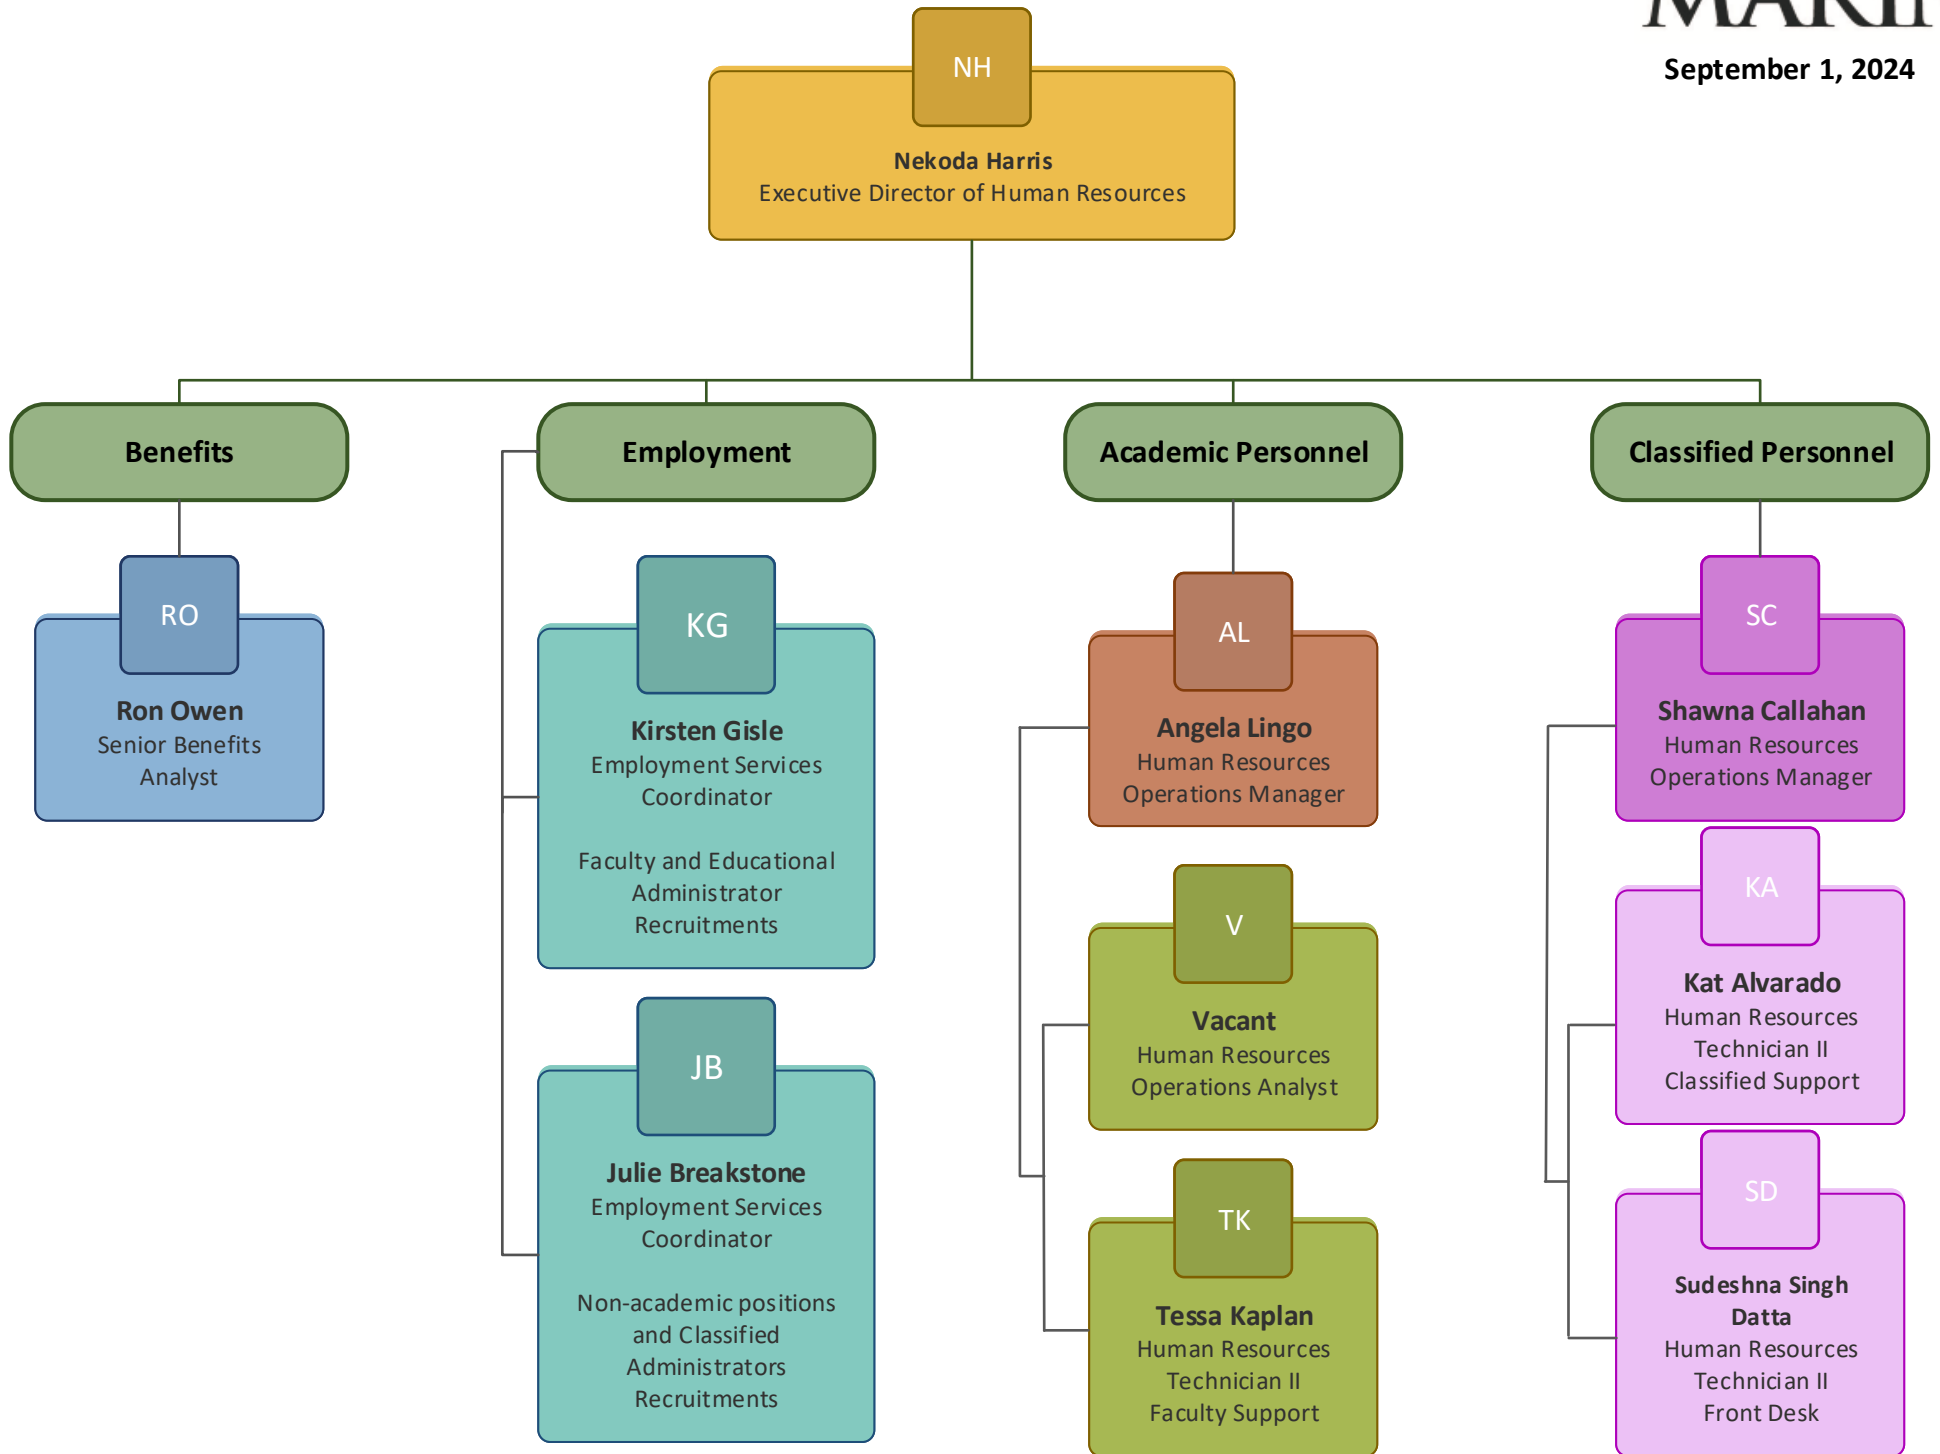 September 1, 2024
NH
Nekoda Harris
Executive Director of Human Resources
Benefits
Employment
Academic Personnel
Classified Personnel
RO
Ron Owen
Senior Benefits
Analyst
KG
Kirsten Gisle
Employment Services
Coordinator
Faculty and Educational
Administrator
Recruitments
JB
Julie Breakstone
Employment Services
Coordinator
Non-academic positions
and Classified
Administrators
Recruitments
AL
Angela Lingo
Human Resources
Operations Manager
V
Vacant
Human Resources
Operations Analyst
TK
Tessa Kaplan
Human Resources
Technician II
Faculty Support
SC
Shawna Callahan
Human Resources
Operations Manager
KA
Kat Alvarado
Human Resources
Technician II
Classified Support
SD
Sudeshna Singh
Datta
Human Resources
Technician II
Front Desk